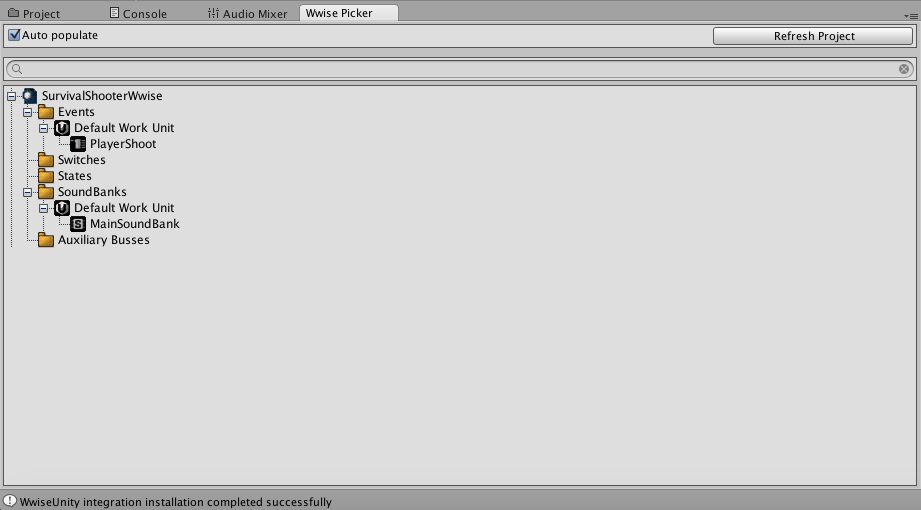 Project Console Audio Mixer Wwise Picker
Auto populate Refresh Project
SurvivalShooterWwise
Events
Default Work Unit
PlayerShoot
Switches
States
SoundBanks
Default Work Unit
MainSoundBank
Auxiliary Busses
WwiseUnity integration installation completed successfully